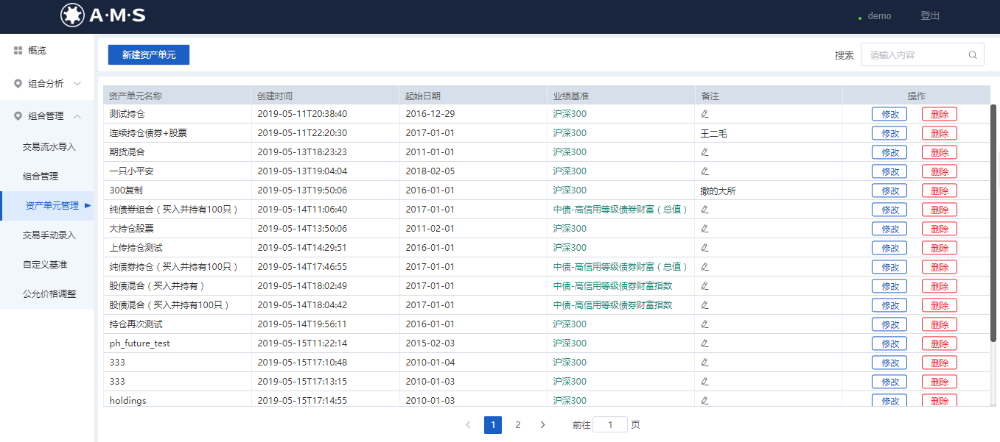 A·M·S
demo 登出
概览
组合分析
组合管理
交易流水导入
组合管理
资产单元管理
交易手动录入
自定义基准
公允价格调整
新建资产单元 搜索 请输入内容
资产单元名称 创建时间 起始日期 业绩基准 备注 操作
测试持仓 2019-05-11T20:38:40 2016-12-29 沪深300 修改 删除
连续持仓债券+股票 2019-05-11T22:20:30 2017-01-01 沪深300 王二毛 修改 删除
期货混合 2019-05-13T18:23:23 2011-01-01 沪深300 修改 删除
一只小平安 2019-05-13T19:04:04 2018-02-05 沪深300 修改 删除
300复制 2019-05-13T19:50:06 2016-01-01 沪深300 撒的大所 修改 删除
纯债券组合（买入并持有100只） 2019-05-14T11:06:40 2017-01-01 中债-高信用等级债券财富（总值） 修改 删除
大持仓股票 2019-05-14T13:50:06 2011-02-01 沪深300 修改 删除
上传持仓测试 2019-05-14T14:29:51 2016-01-01 沪深300 修改 删除
纯债券持仓（买入并持有100只） 2019-05-14T17:46:55 2017-01-01 中债-高信用等级债券财富（总值） 修改 删除
股债混合（买入并持有） 2019-05-14T18:02:49 2017-01-01 中债-高信用等级债券财富指数 修改 删除
股债混合（买入并持有100只） 2019-05-14T18:04:42 2017-01-01 中债-高信用等级债券财富指数 修改 删除
持仓再次测试 2019-05-14T19:56:11 2016-01-01 沪深300 修改 删除
ph_future_test 2019-05-15T11:22:14 2015-02-03 沪深300 修改 删除
333 2019-05-15T17:10:48 2010-01-04 沪深300 修改 删除
333 2019-05-15T17:13:15 2010-01-03 沪深300 修改 删除
holdings 2019-05-15T17:14:55 2010-01-03 沪深300 修改 删除
1 2 前往 1 页